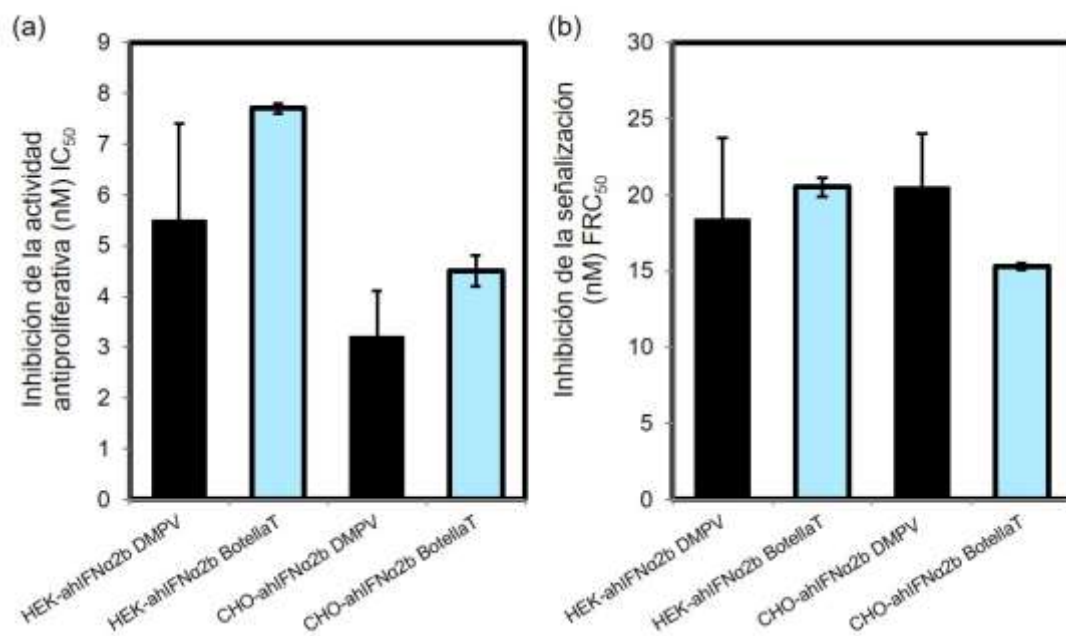 (a)
Inhibición de la actividad
antiproliferativa (nM) IC₅₀
9
8
7
6
5
4
3
2
1
0
HEK-ahIFNα2b DMPV
HEK-ahIFNα2b BotellaT
CHO-ahIFNα2b DMPV
CHO-ahIFNα2b BotellaT
(b)
Inhibición de la señalización
(nM) FRC₅₀
30
25
20
15
10
5
0
HEK-ahIFNα2b DMPV
HEK-ahIFNα2b BotellaT
CHO-ahIFNα2b DMPV
CHO-ahIFNα2b BotellaT